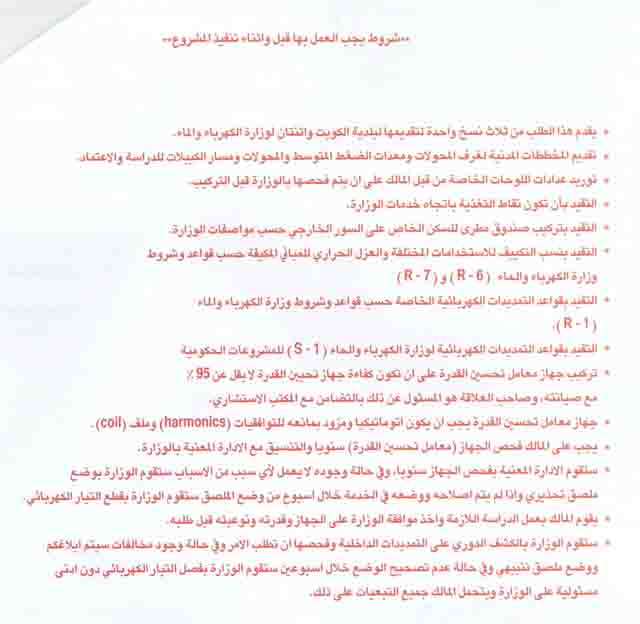 **شروط يجب العمل بها قبل واثناء تنفيذ المشروع**
* يقدم هذا الطلب من ثلاث نسخ واحدة لتقديمها لبلدية الكويت واثنتان لوزارة الكهرباء والماء.
* تقديم المخططات المدنية لغرف المحولات ومعدات الضغط المتوسط والمحولات ومسار الكيبلات للدراسة والاعتماد.
* توريد عدادات اللوحات الخاصة من قبل المالك على ان يتم فحصها بالوزارة قبل التركيب.
* التقيد بأن تكون نقاط التغذية باتجاه خدمات الوزارة.
* التقيد بتركيب صندوق مطري للسكن الخاص على السور الخارجي حسب مواصفات الوزارة.
* التقيد بنسب التكييف للاستخدامات المختلفة والعزل الحراري للمباني المكيفة حسب قواعد وشروط
وزارة الكهرباء والماء (R - 6) و (R - 7)
* التقيد بقواعد التمديدات الكهربائية الخاصة حسب قواعد وشروط وزارة الكهرباء والماء
(R - 1).
* التقيد بقواعد التمديدات الكهربائية لوزارة الكهرباء والماء (S - 1) للمشروعات الحكومية
* تركيب جهاز معامل تحسين القدرة على ان تكون كفاءة جهاز تحيين القدرة لا يقل عن 95 ٪
مع صيانته، وصاحب العلاقة هو المسئول عن ذلك بالتضامن مع المكتب الاستشاري.
* جهاز معامل تحسين القدرة يجب ان يكون أتوماتيكيا ومزود بمانعه للتوافقيات (harmonics) وملف (coil).
* يجب على المالك فحص الجهاز (معامل تحسين القدرة) سنويا والتنسيق مع الادارة المعنية بالوزارة.
* ستقوم الادارة المعنية بفحص الجهاز سنويا، وفي حالة وجوده لا يعمل لأي سبب من الاسباب ستقوم الوزارة بوضع
ملصق تحذيري واذا لم يتم اصلاحه ووضعه في الخدمة خلال اسبوع من وضع الملصق ستقوم الوزارة بقطع التيار الكهربائي.
* يقوم المالك بعمل الدراسة اللازمة واخذ موافقة الوزارة على الجهاز وقدرته ونوعيته قبل طلبه.
* ستقوم الوزارة بالكشف الدوري على التمديدات الداخلية وفحصها ان تطلب الامر وفي حالة وجود مخالفات سيتم ابلاغكم
ووضع ملصق تنبيهي وفي حالة عدم تصحيح الوضع خلال اسبوعين ستقوم الوزارة بفصل التيار الكهربائي دون ادنى
مسئولية على الوزارة ويتحمل المالك جميع التبعيات على ذلك.